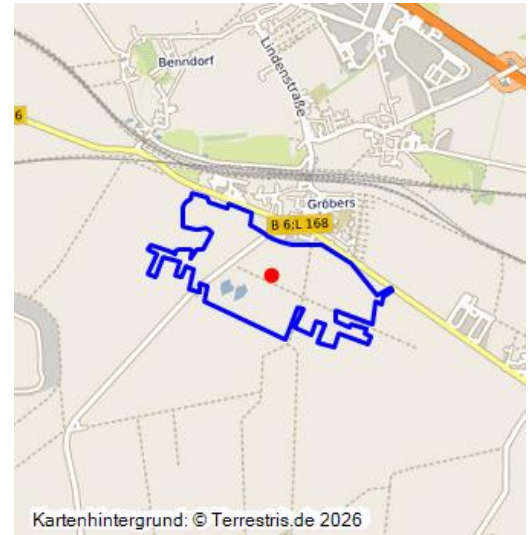 Benndorf
Lindenstraße
6
Gröbers
B 6;L 168
Kartenhintergrund: © Terrestris.de 2026